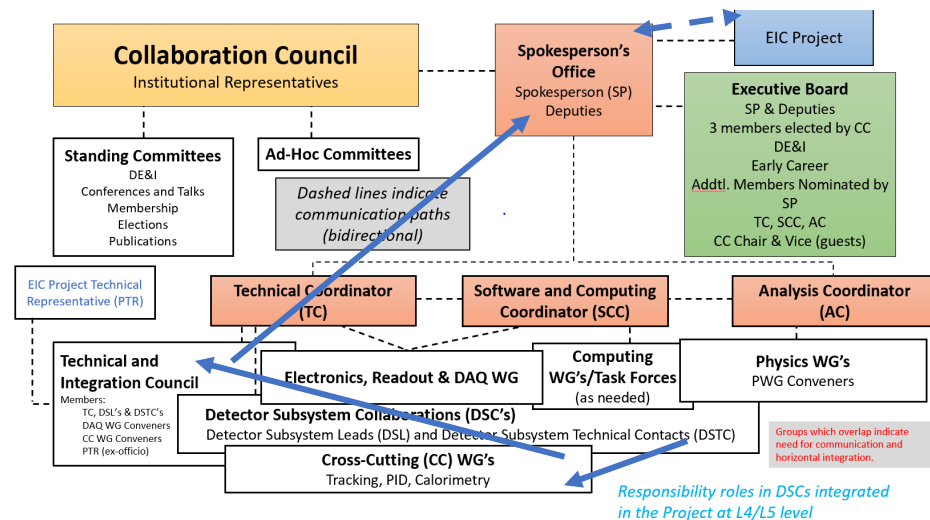 Collaboration Council
Institutional Representatives
Spokesperson's
Office
Spokesperson (SP)
Deputies
EIC Project
Executive Board
SP & Deputies
3 members elected by CC
DE&I
Early Career
Addtl. Members Nominated by
SP
TC, SCC, AC
CC Chair & Vice (guests)
Standing Committees
DE&I
Conferences and Talks
Membership
Elections
Publications
Ad-Hoc Committees
Dashed lines indicate
communication paths
(bidirectional)
EIC Project Technical
Representative (PTR)
Technical Coordinator
(TC)
Software and Computing
Coordinator (SCC)
Analysis Coordinator
(AC)
Technical and
Integration Council
Members:
TC, DSL's & DSTC's
DAQ WG Conveners
CC WG Conveners
PTR (ex-officio)
Electronics, Readout & DAQ WG
Computing
WG's/Task Forces
(as needed)
Physics WG's
PWG Conveners
Detector Subsystem Collaborations (DSC's)
Detector Subsystem Leads (DSL) and Detector Subsystem Technical Contacts (DSTC)
Cross-Cutting (CC) WG's
Tracking, PID, Calorimetry
Groups which overlap indicate
need for communication and
horizontal integration.
Responsibility roles in DSCs integrated
in the Project at L4/L5 level